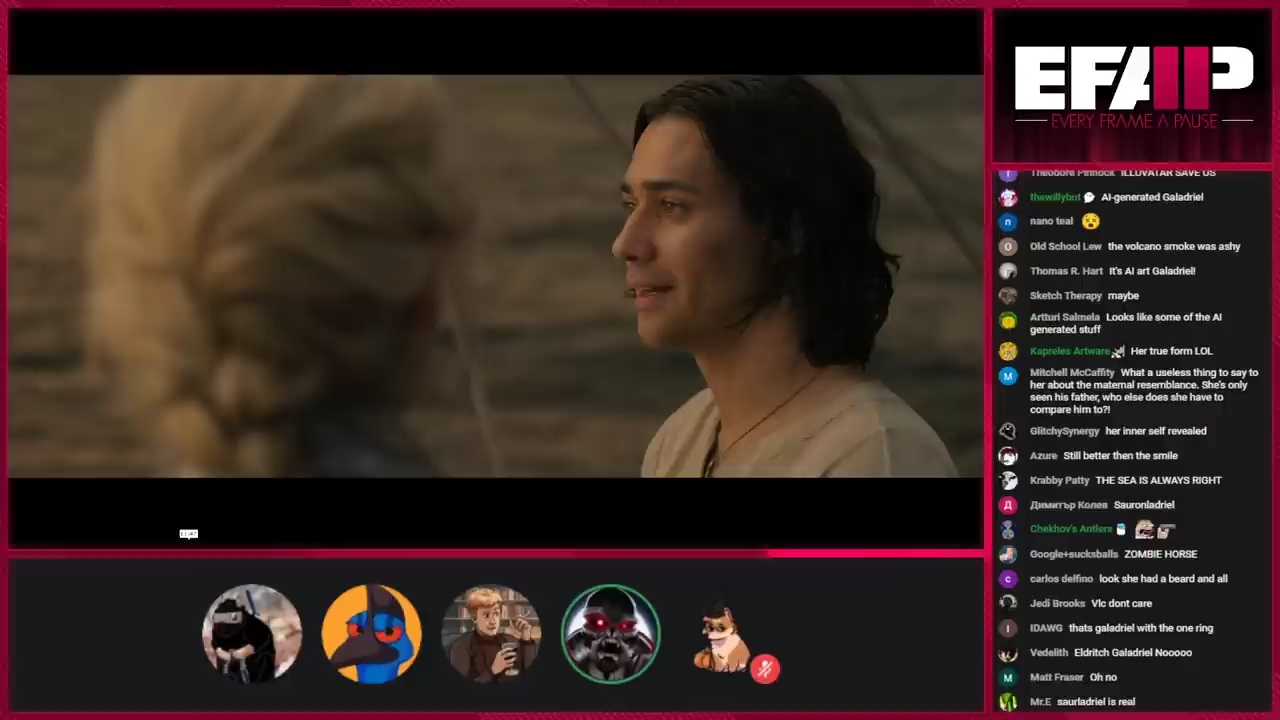 EFAP
EVERY FRAME A PAUSE
Theodore Pinnock ILLUVATAR SAVE US
thewillybnt AI-generated Galadriel
nano teal
Old School Lew the volcano smoke was ashy
Thomas R. Hart It's AI art Galadriel!
Sketch Therapy maybe
Artturi Salmela Looks like some of the AI
generated stuff
Kapreles Artware Her true form LOL
Mitchell McCaffity What a useless thing to say to
her about the maternal resemblance. She's only
seen his father, who else does she have to
compare him to?!
GlitchySynergy her inner self revealed
Azure Still better then the smile
Krabby Patty THE SEA IS ALWAYS RIGHT
Димитър Колев Sauronladriel
Chekhov's Antlers
Google+sucksballs ZOMBIE HORSE
carlos delfino look she had a beard and all
Jedi Brooks Vlc dont care
IDAWG thats galadriel with the one ring
Vedelith Eldritch Galadriel Nooooo
Matt Fraser Oh no
Mr.E saurladriel is real